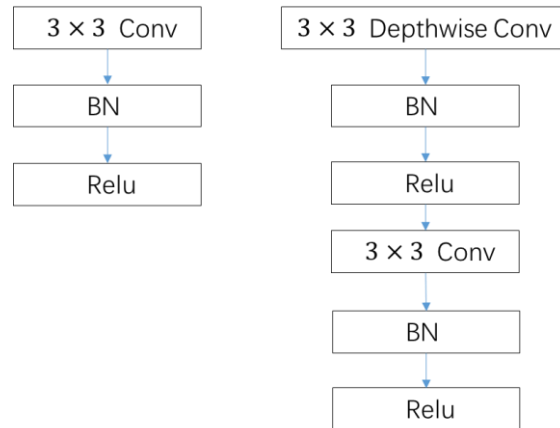 3 × 3 Conv
BN
Relu
3 × 3 Depthwise Conv
BN
Relu
3 × 3 Conv
BN
Relu